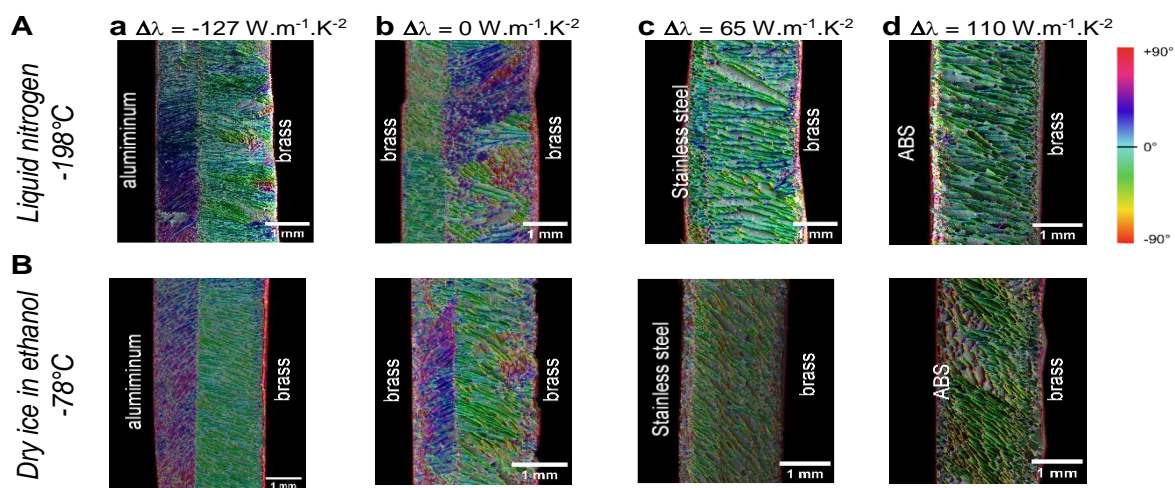 A
a Δλ = -127 W.m⁻¹.K⁻²
b Δλ = 0 W.m⁻¹.K⁻²
c Δλ = 65 W.m⁻¹.K⁻²
d Δλ = 110 W.m⁻¹.K⁻²
Liquid nitrogen
-198°C
alumiminum
brass
1 mm
brass
brass
1 mm
Stainless steel
brass
1 mm
ABS
brass
1 mm
+90°
0°
-90°
B
Dry ice in ethanol
-78°C
alumiminum
brass
1 mm
brass
brass
1 mm
Stainless steel
brass
1 mm
ABS
brass
1 mm